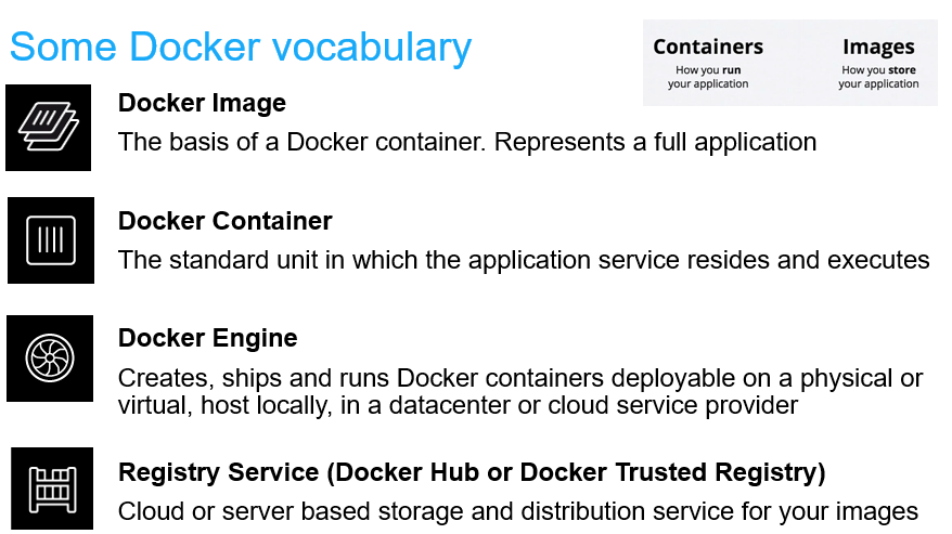 Some Docker vocabulary
Containers
How you run
your application
Images
How you store
your application
Docker Image
The basis of a Docker container. Represents a full application
Docker Container
The standard unit in which the application service resides and executes
Docker Engine
Creates, ships and runs Docker containers deployable on a physical or
virtual, host locally, in a datacenter or cloud service provider
Registry Service (Docker Hub or Docker Trusted Registry)
Cloud or server based storage and distribution service for your images